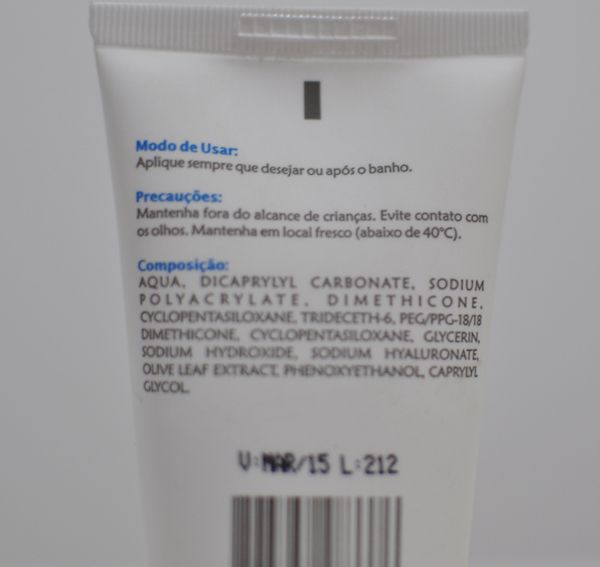 Modo de Usar:
Aplique sempre que desejar ou após o banho.
Precauções:
Mantenha fora do alcance de crianças. Evite contato com
os olhos. Mantenha em local fresco (abaixo de 40°C).
Composição:
AQUA, DICAPRYLYL CARBONATE, SODIUM
POLYACRYLATE, DIMETHICONE,
CYCLOPENTASILOXANE, TRIDECETH-6, PEG/PPG-18/18
DIMETHICONE, CYCLOPENTASILOXANE, GLYCERIN,
SODIUM HYDROXIDE, SODIUM HYALURONATE,
OLIVE LEAF EXTRACT, PHENOXYETHANOL, CAPRYLYL
GLYCOL.
V:MAR/15 L:212